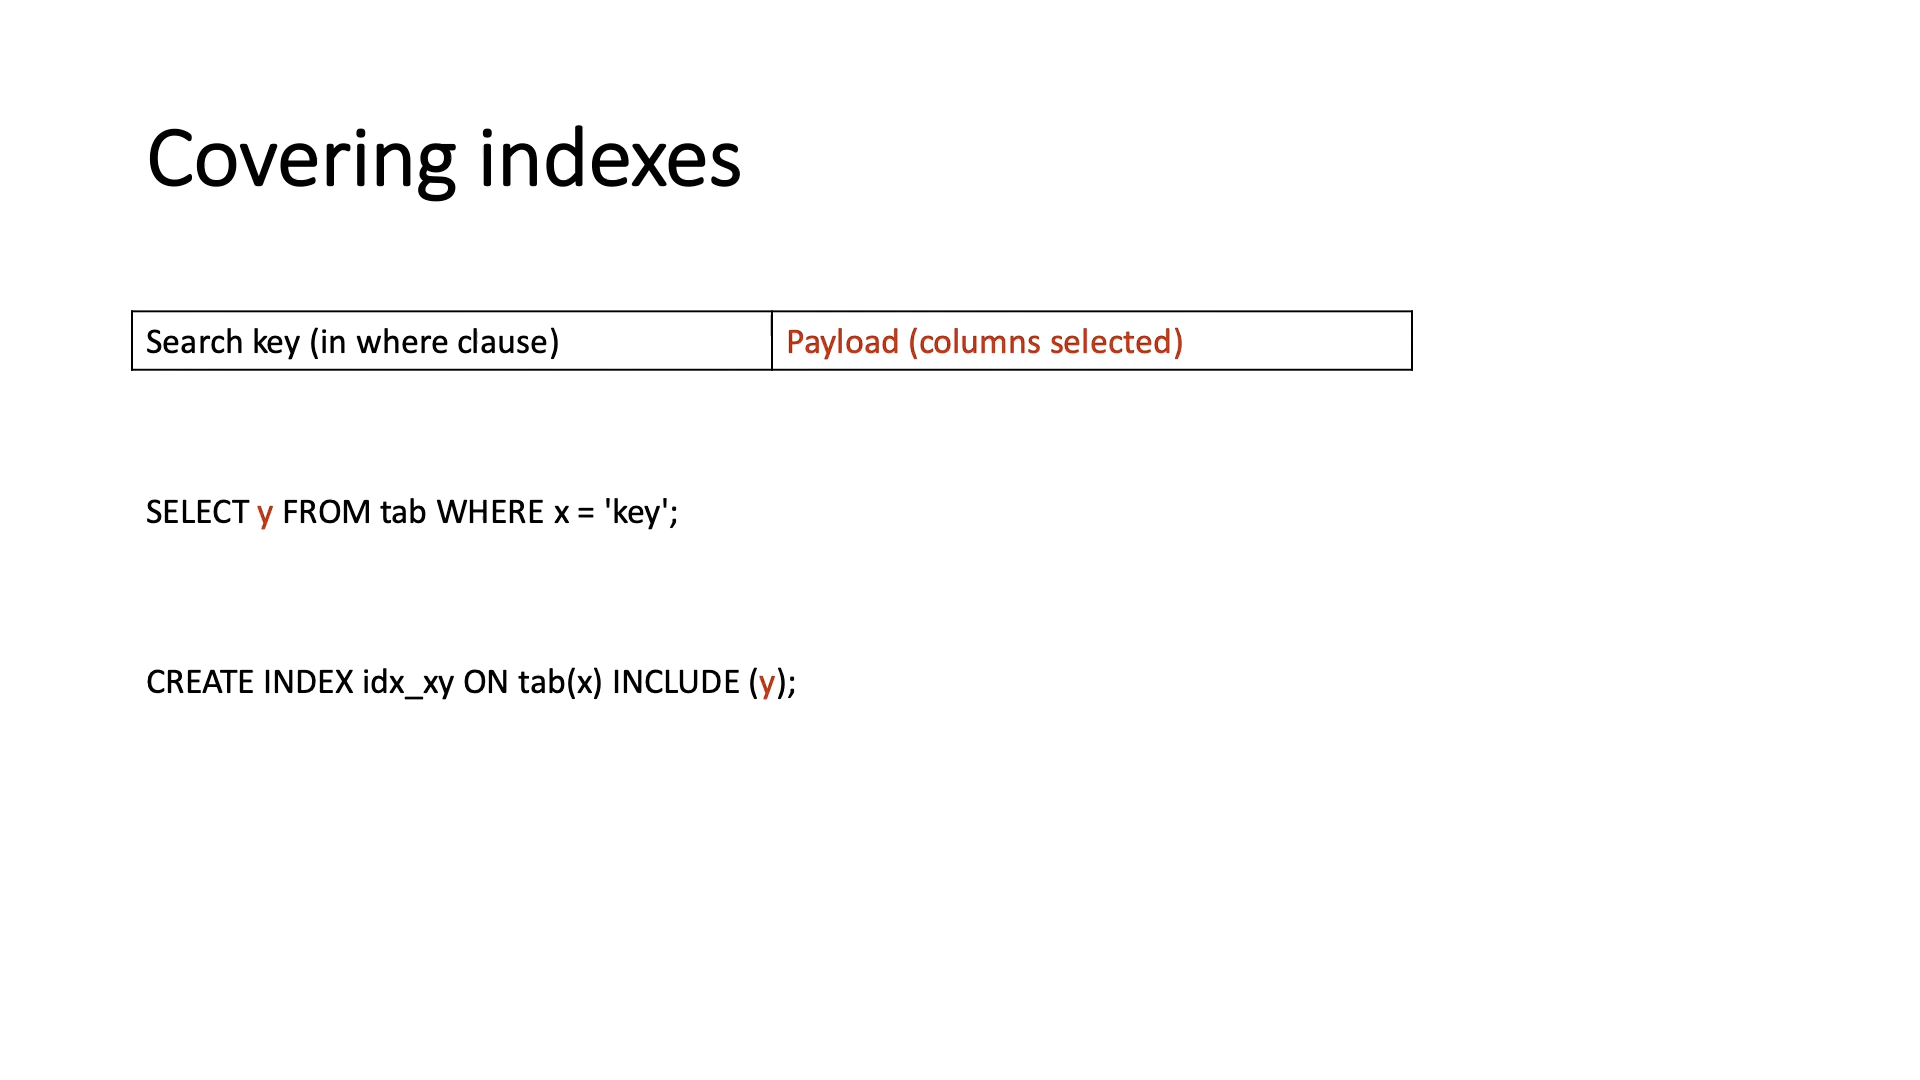 Covering indexes
Search key (in where clause) Payload (columns selected)
SELECT y FROM tab WHERE x = 'key';
CREATE INDEX idx_xy ON tab(x) INCLUDE (y);